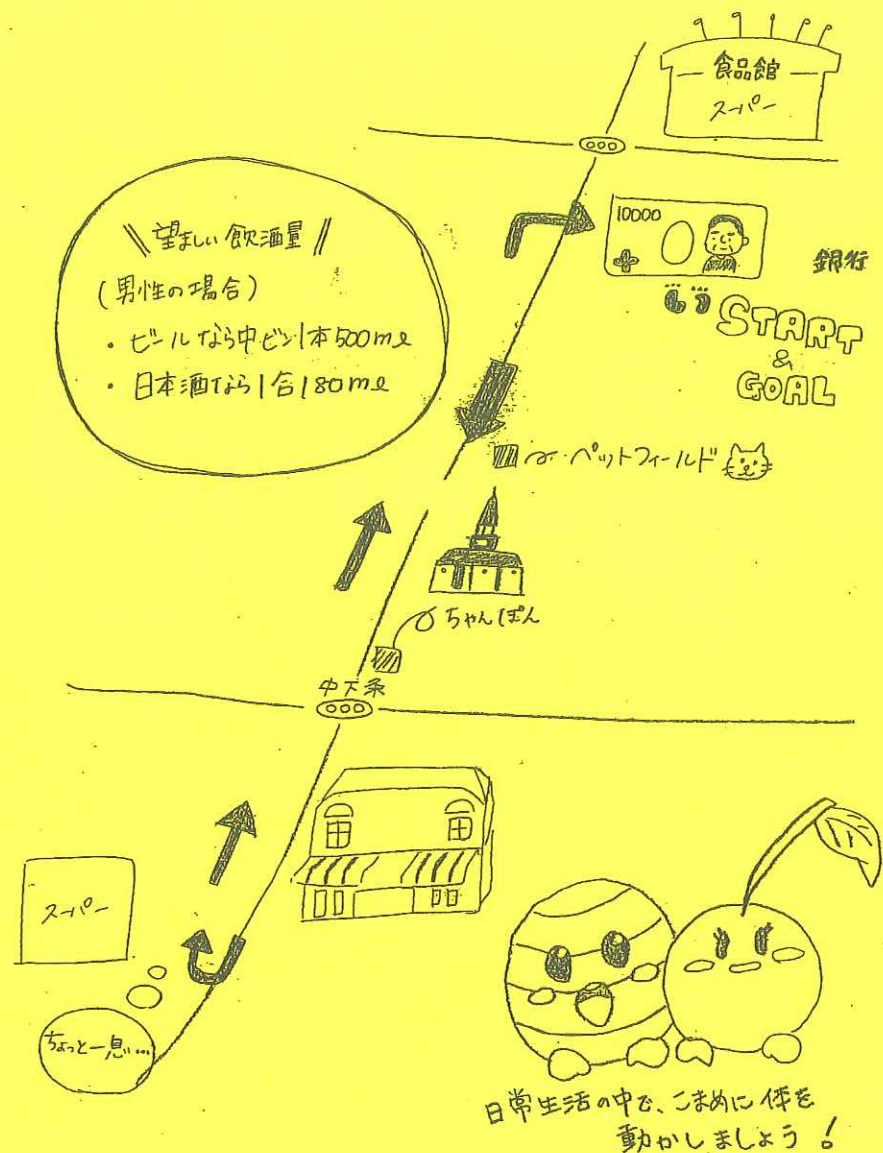 食品館
スーパー
10000
銀行
START
&
GOAL
\\ 望ましい飲酒量 //
(男性の場合)
・ビールなら中ビン1本500ml
・日本酒なら1合180ml
ペットフィールド
ちゃんぽん
中下条
スーパー
ちょっと一息…
日常生活の中で、こまめに体を
動かしましょう!